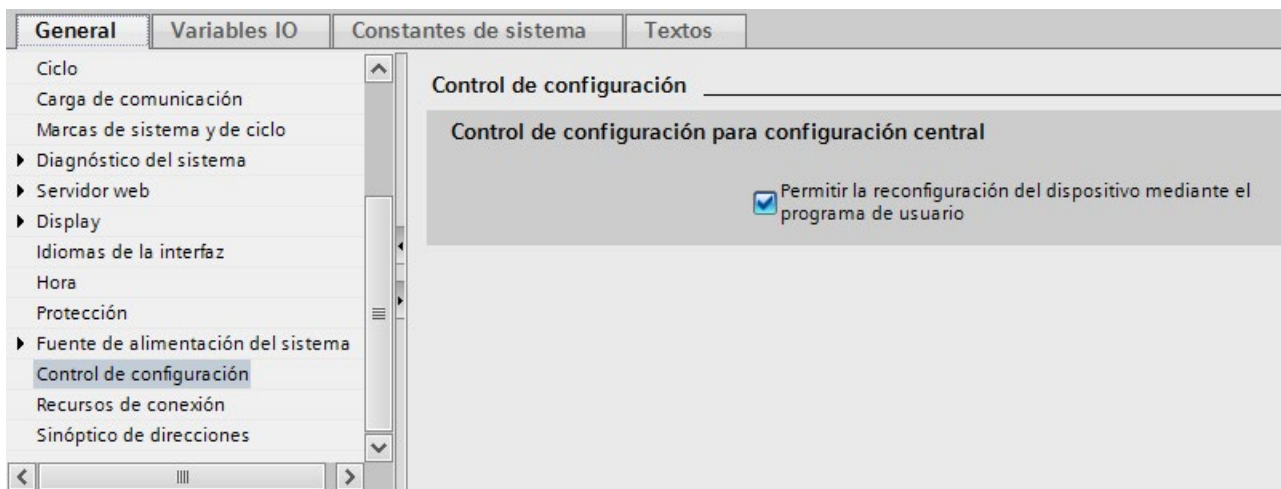 General Variables IO Constantes de sistema Textos
Ciclo
Carga de comunicación
Marcas de sistema y de ciclo
Diagnóstico del sistema
Servidor web
Display
Idiomas de la interfaz
Hora
Protección
Fuente de alimentación del sistema
Control de configuración
Recursos de conexión
Sinóptico de direcciones
Control de configuración
Control de configuración para configuración central
Permitir la reconfiguración del dispositivo mediante el
programa de usuario